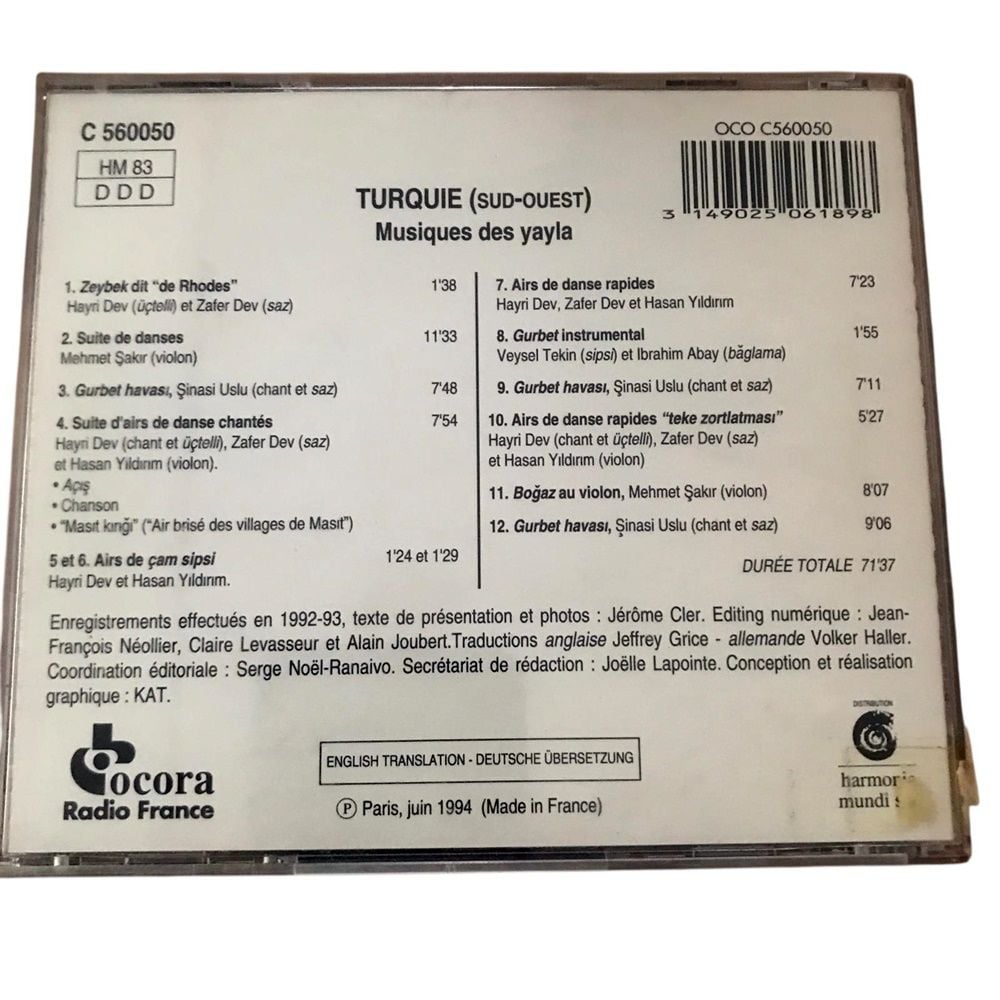 C 560050
HM 83
D D D
OCO C560050
3 149025 061898
TURQUIE (SUD-OUEST)
Musiques des yayla
1. Zeybek dit "de Rhodes" 1'38
Hayri Dev (üçtelli) et Zafer Dev (saz)
2. Suite de danses 11'33
Mehmet Şakır (violon)
3. Gurbet havası, Şinasi Uslu (chant et saz) 7'48
4. Suite d'airs de danse chantés 7'54
Hayri Dev (chant et üçtelli), Zafer Dev (saz)
et Hasan Yıldırım (violon).
• Açış
• Chanson
• "Masıt kırığı" ("Air brisé des villages de Masıt")
5 et 6. Airs de çam sipsi 1'24 et 1'29
Hayri Dev et Hasan Yıldırım.
7. Airs de danse rapides 7'23
Hayri Dev, Zafer Dev et Hasan Yıldırım
8. Gurbet instrumental 1'55
Veysel Tekin (sipsi) et Ibrahim Abay (băglama)
9. Gurbet havası, Şinasi Uslu (chant et saz) 7'11
10. Airs de danse rapides "teke zortlatması" 5'27
Hayri Dev (chant et üçtelli), Zafer Dev (saz)
et Hasan Yıldırım (violon)
11. Boğaz au violon, Mehmet Şakır (violon) 8'07
12. Gurbet havası, Şinasi Uslu (chant et saz) 9'06
DURÉE TOTALE 71'37
Enregistrements effectués en 1992-93, texte de présentation et photos : Jérôme Cler. Editing numérique : Jean-
François Néollier, Claire Levasseur et Alain Joubert.Traductions anglaise Jeffrey Grice - allemande Volker Haller.
Coordination éditoriale : Serge Noël-Ranaivo. Secrétariat de rédaction : Joëlle Lapointe. Conception et réalisation
graphique : KAT.
ocora
Radio France
ENGLISH TRANSLATION - DEUTSCHE ÜBERSETZUNG
℗ Paris, juin 1994 (Made in France)
DISTRIBUTION
harmonia
mundi s